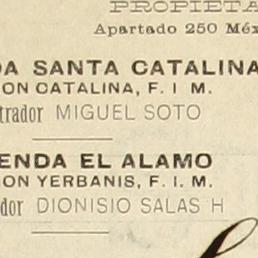 PROPIETA
Apartado 250 Méx
DA SANTA CATALINA
ON CATALINA, F. I M.
trador MIGUEL SOTO
ENDA EL ALAMO
ON YERBANIS, F. I. M.
dor DIONISIO SALAS H